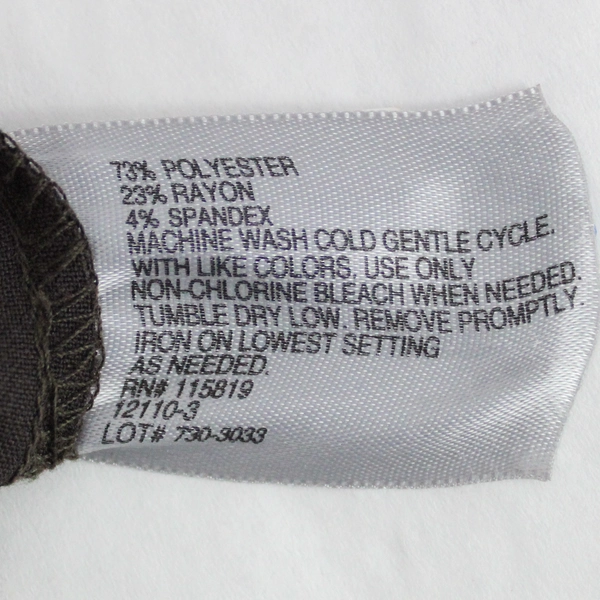 73% POLYESTER
23% RAYON
4% SPANDEX
MACHINE WASH COLD GENTLE CYCLE.
WITH LIKE COLORS. USE ONLY
NON-CHLORINE BLEACH WHEN NEEDED.
TUMBLE DRY LOW. REMOVE PROMPTLY.
IRON ON LOWEST SETTING
AS NEEDED.
RN# 115819
12110-3
LOT# 730-3033